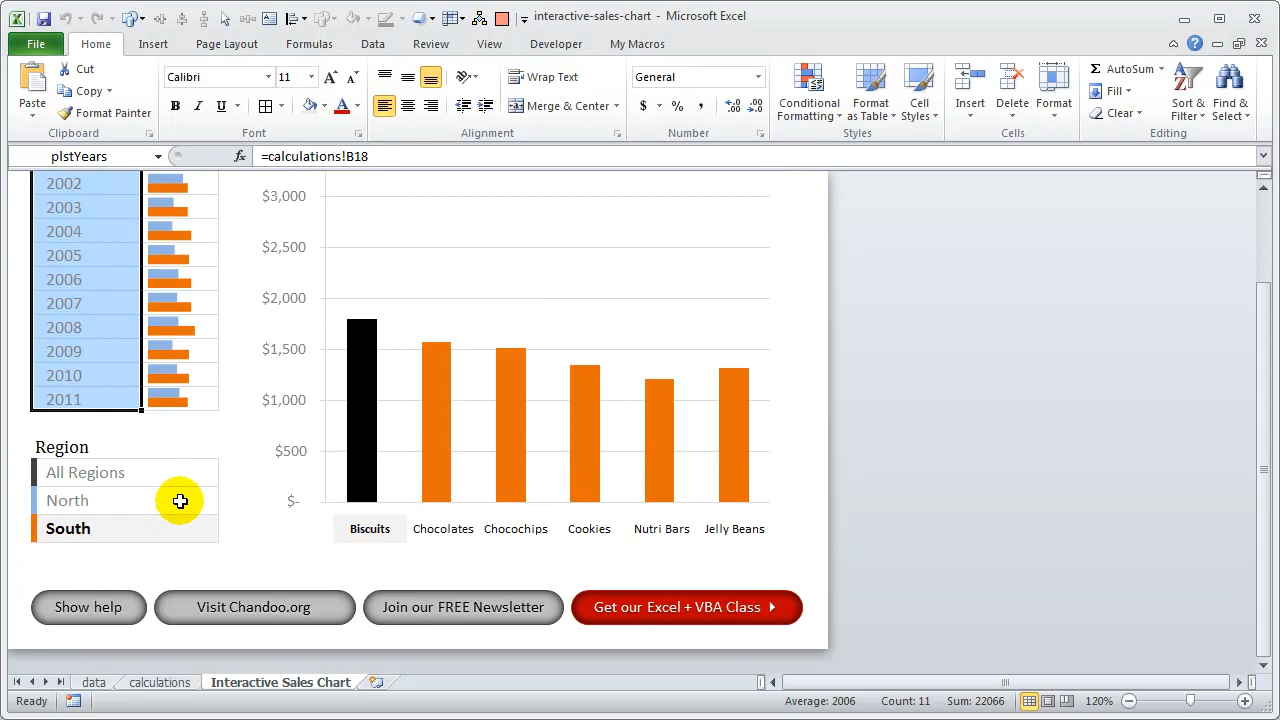 interactive-sales-chart - Microsoft Excel
File Home Insert Page Layout Formulas Data Review View Developer My Macros
Paste
Cut
Copy
Format Painter
Clipboard
Calibri 11
B I U
Font
Wrap Text
Merge & Center
Alignment
General
$ % ,
Number
Conditional Formatting
Format as Table
Cell Styles
Styles
Insert Delete Format
Cells
AutoSum
Fill
Clear
Sort & Filter
Find & Select
Editing
plstYears fx =calculations!B18
2002
2003
2004
2005
2006
2007
2008
2009
2010
2011
Region
All Regions
North
South
$3,000
$2,500
$2,000
$1,500
$1,000
$500
$-
Biscuits Chocolates Chocochips Cookies Nutri Bars Jelly Beans
Show help Visit Chandoo.org Join our FREE Newsletter Get our Excel + VBA Class
data calculations Interactive Sales Chart
Ready Average: 2006 Count: 11 Sum: 22066 120%